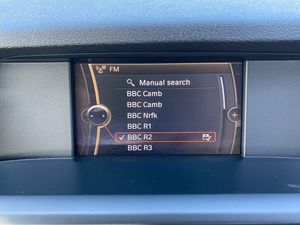 FM
Manual search
BBC Camb
BBC Camb
BBC Nrfk
BBC R1
BBC R2
BBC R3